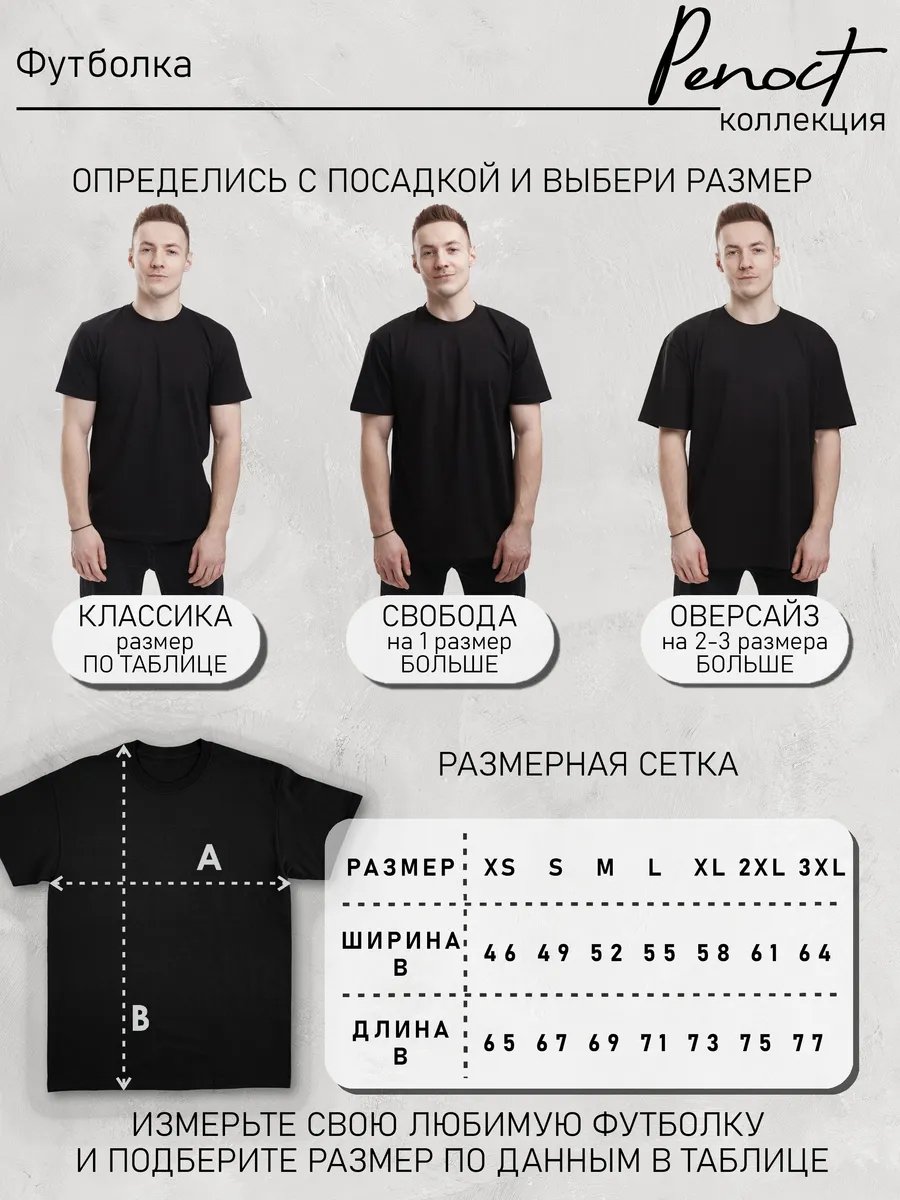 Футболка
Penoct
коллекция
ОПРЕДЕЛИСЬ С ПОСАДКОЙ И ВЫБЕРИ РАЗМЕР
КЛАССИКА
размер
ПО ТАБЛИЦЕ
СВОБОДА
на 1 размер
БОЛЬШЕ
ОВЕРСАЙЗ
на 2-3 размера
БОЛЬШЕ
A
B
РАЗМЕРНАЯ СЕТКА
РАЗМЕР XS S M L XL 2XL 3XL
ШИРИНА
В
46 49 52 55 58 61 64
ДЛИНА
В
65 67 69 71 73 75 77
ИЗМЕРЬТЕ СВОЮ ЛЮБИМУЮ ФУТБОЛКУ
И ПОДБЕРИТЕ РАЗМЕР ПО ДАННЫМ В ТАБЛИЦЕ